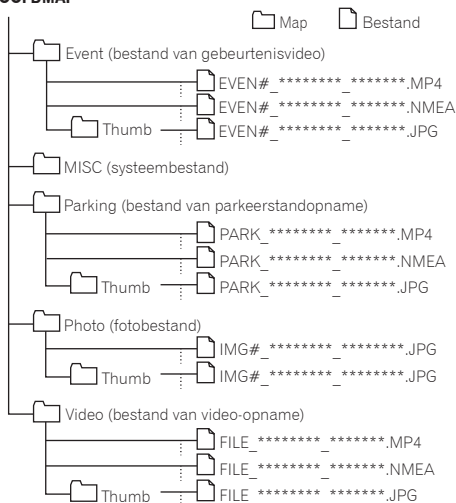 Map Bestand
Event (bestand van gebeurtenisvideo)
EVEN#_********_*******.MP4
EVEN#_********_*******.NMEA
Thumb EVEN#_********_*******.JPG
MISC (systeembestand)
Parking (bestand van parkeerstandopname)
PARK_********_*******.MP4
PARK_********_*******.NMEA
Thumb PARK_********_*******.JPG
Photo (fotobestand)
IMG#_********_*******.JPG
Thumb IMG#_********_*******.JPG
Video (bestand van video-opname)
FILE_********_*******.MP4
FILE_********_*******.NMEA
Thumb FILE_********_*******.JPG